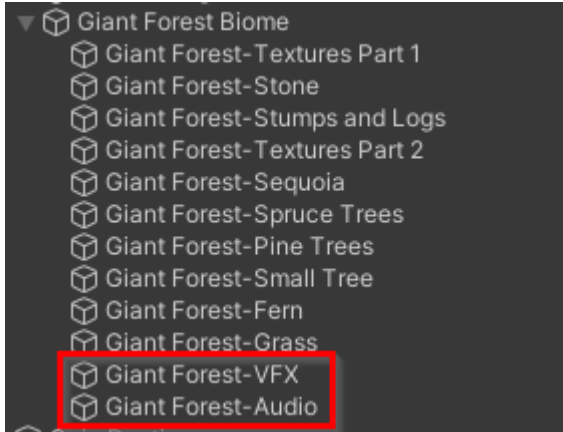 Giant Forest Biome
Giant Forest-Textures Part 1
Giant Forest-Stone
Giant Forest-Stumps and Logs
Giant Forest-Textures Part 2
Giant Forest-Sequoia
Giant Forest-Spruce Trees
Giant Forest-Pine Trees
Giant Forest-Small Tree
Giant Forest-Fern
Giant Forest-Grass
Giant Forest-VFX
Giant Forest-Audio